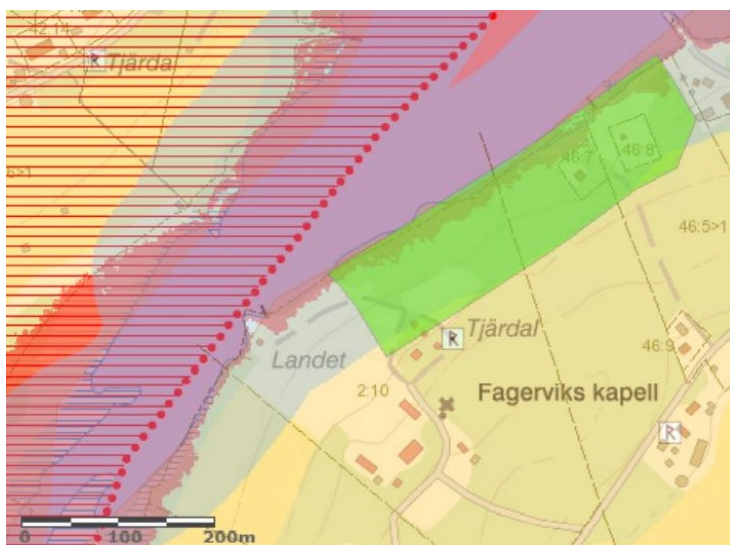 42:14
R Tjärdal
46:7
46:8
46:5>1
R Tjärdal
Landet
46:9
2:10
Fagerviks kapell
R
0 100 200m